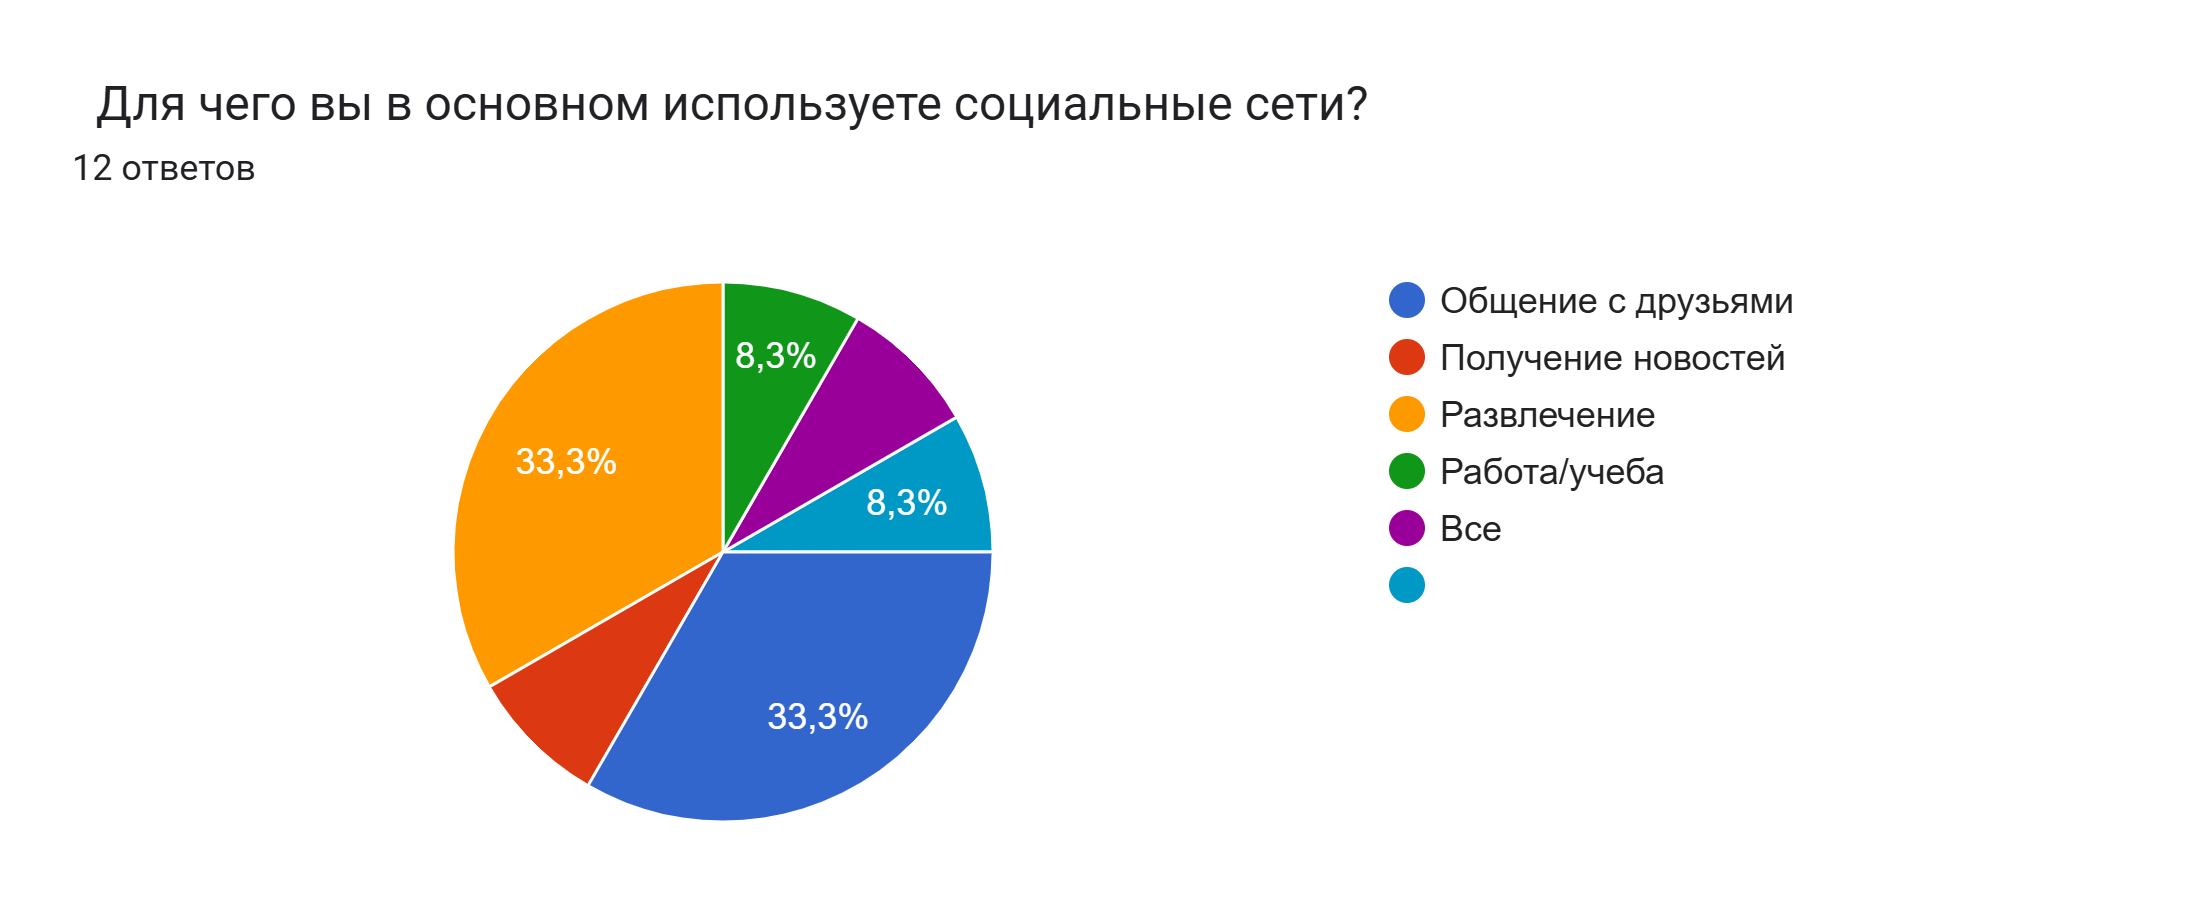 Для чего вы в основном используете социальные сети?
12 ответов
8,3%
8,3%
33,3%
33,3%
Общение с друзьями
Получение новостей
Развлечение
Работа/учеба
Все